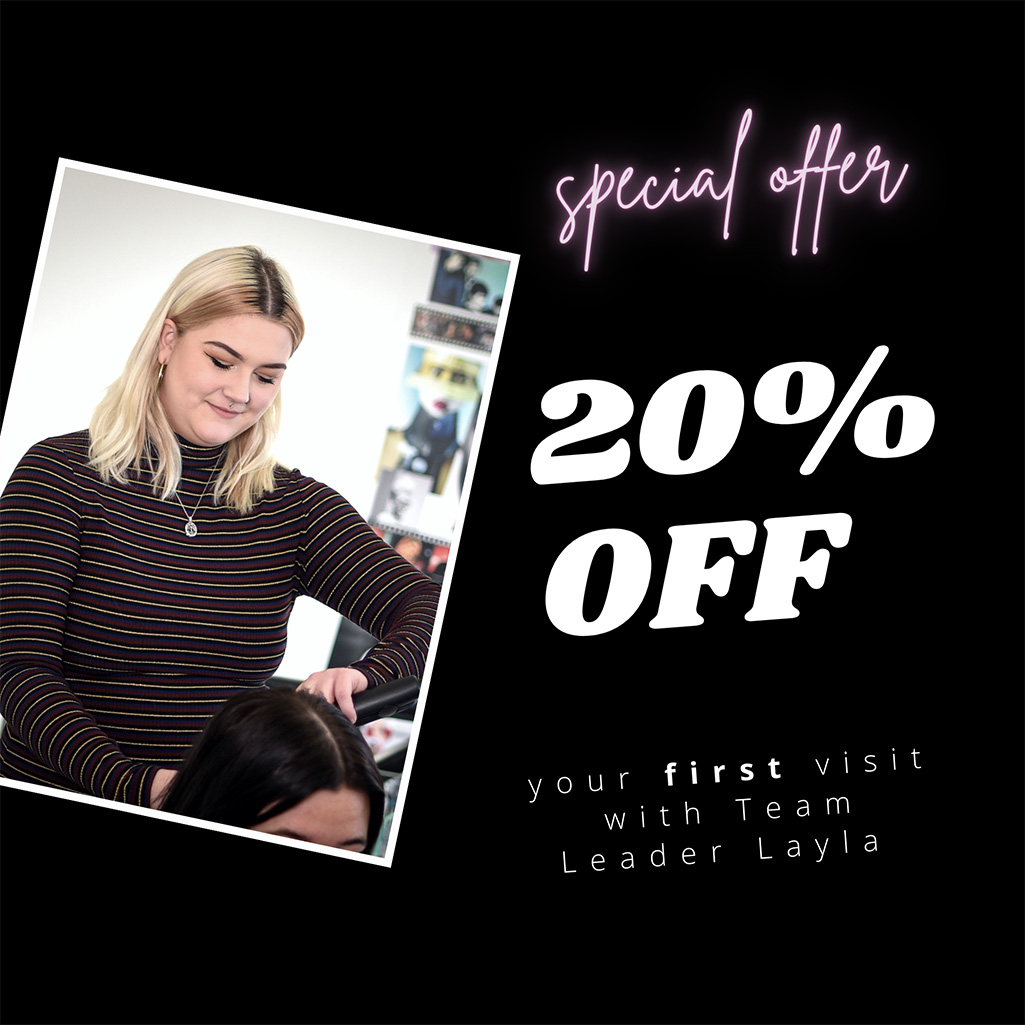 special offer
20%
OFF
your first visit
with Team
Leader Layla